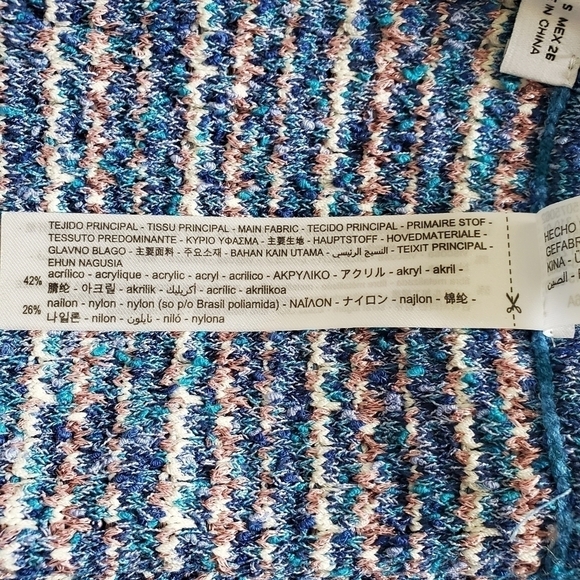 S MEX 26
IN CHINA
TEJIDO PRINCIPAL - TISSU PRINCIPAL - MAIN FABRIC - TECIDO PRINCIPAL - PRIMAIRE STOF -
TESSUTO PREDOMINANTE - ΚΥΡΙΟ ΥΦΑΣΜΑ - 主要生地 - HAUPTSTOFF - HOVEDMATERIALE -
GLAVNO BLAGO - 主要面料 - 주요소재 - BAHAN KAIN UTAMA - النسيج الرئيسي - TEIXIT PRINCIPAL -
EHUN NAGUSIA
42% acrílico - acrylique - acrylic - acryl - acrilico - ΑΚΡΥΛΙΚΟ - アクリル - akryl - akril -
腈纶 - 아크릴 - akrilik - أكريليك - acrílic - akrilikoa
26% nailon - nylon - nylon (so p/o Brasil poliamida) - ΝΑΪΛΟΝ - ナイロン - najlon - 锦纶 -
나일론 - nilon - نايلون - niló - nylona
HECHO
GEFABR
KINA - Ü
الصين